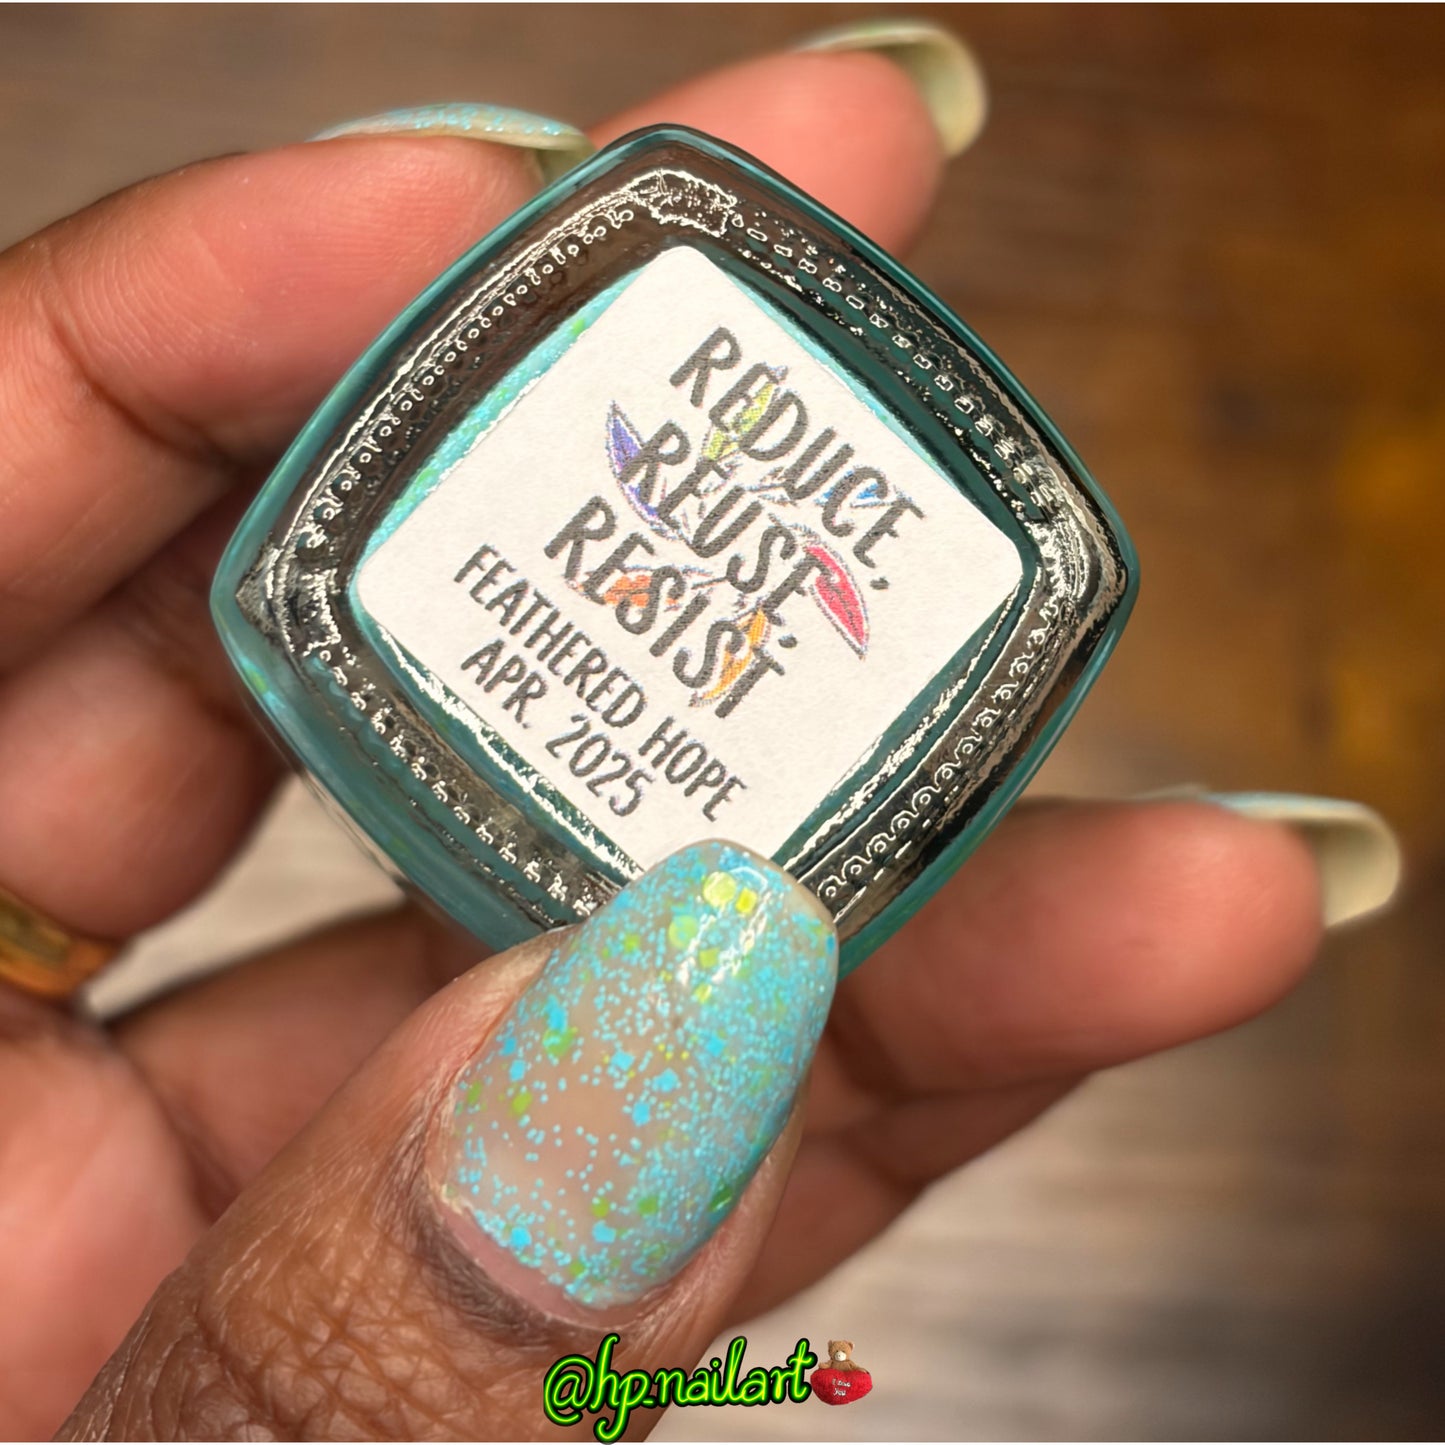 REDUCE,
REUSE,
RESIST
FEATHERED HOPE
APR. 2025
@hp.nailart